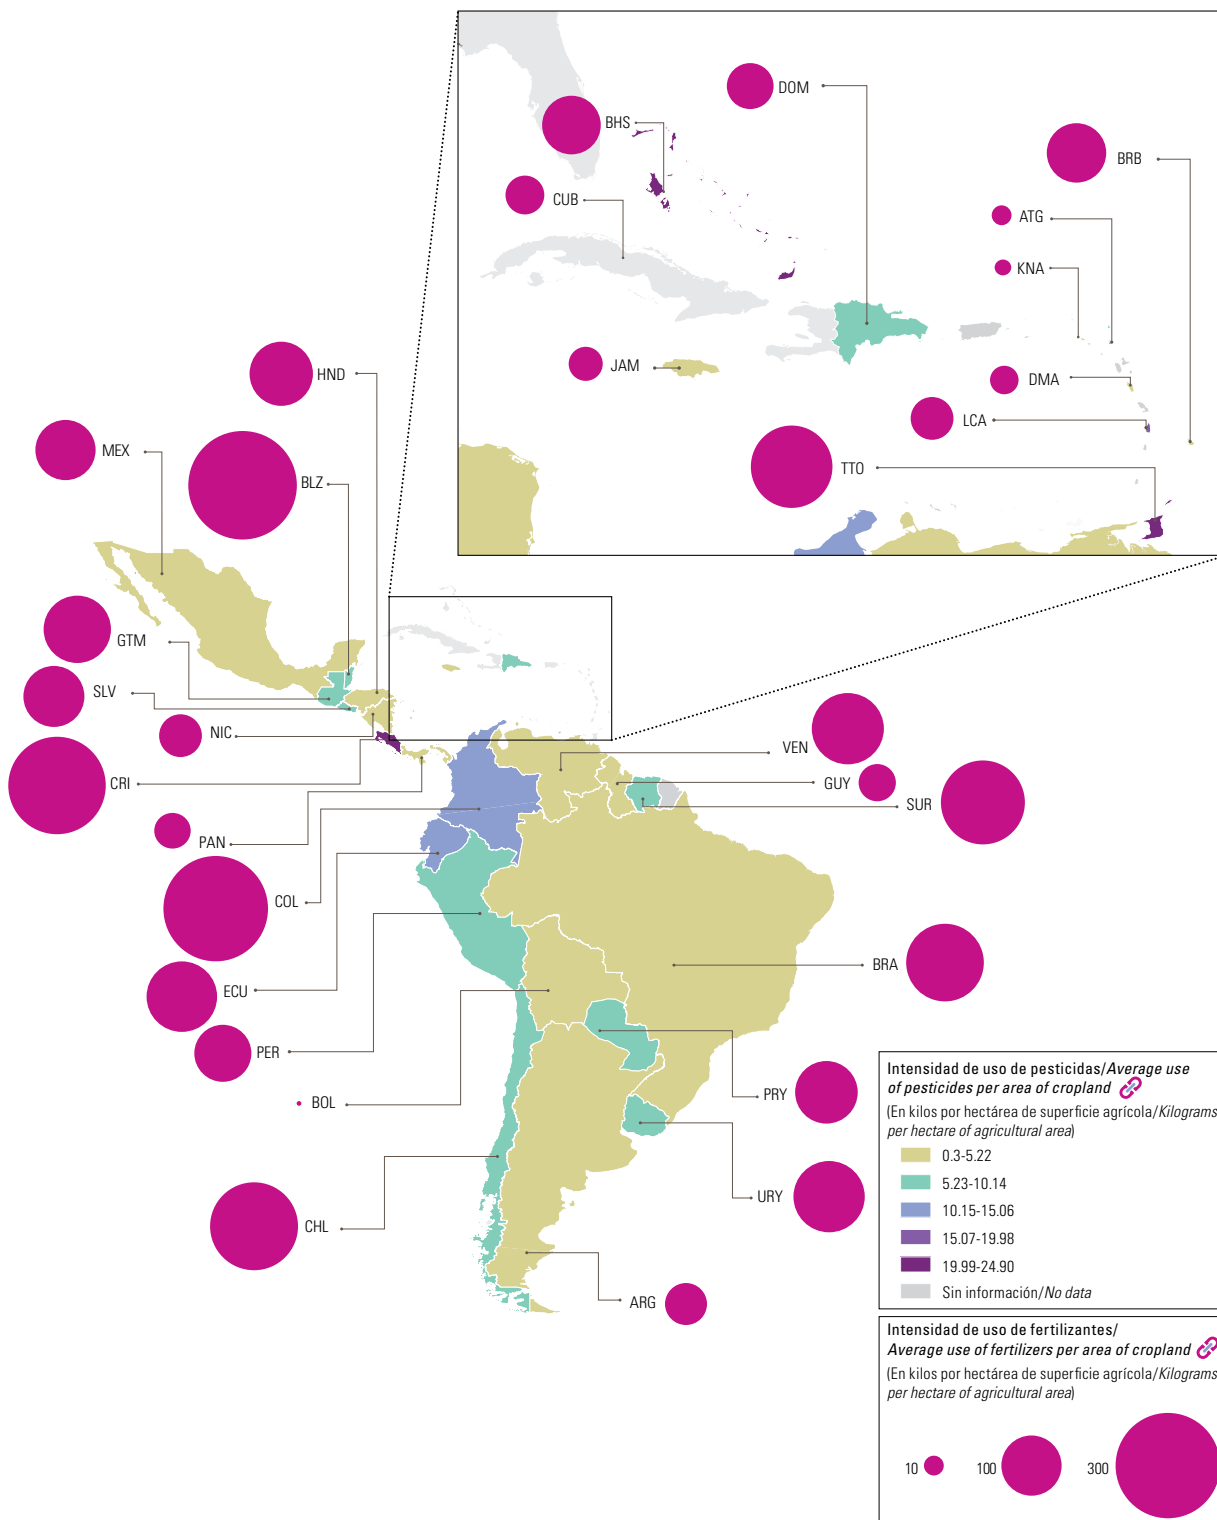 DOM
BHS
BRB
CUB
ATG
KNA
JAM
DMA
LCA
TTO
HND
MEX
BLZ
GTM
SLV
NIC
CRI
PAN
COL
ECU
PER
BOL
CHL
VEN
GUY
SUR
BRA
PRY
URY
ARG
Intensidad de uso de pesticidas/Average use
of pesticides per area of cropland
(En kilos por hectárea de superficie agrícola/Kilograms
per hectare of agricultural area)
0.3-5.22
5.23-10.14
10.15-15.06
15.07-19.98
19.99-24.90
Sin información/No data
Intensidad de uso de fertilizantes/
Average use of fertilizers per area of cropland
(En kilos por hectárea de superficie agrícola/Kilograms
per hectare of agricultural area)
10 100 300